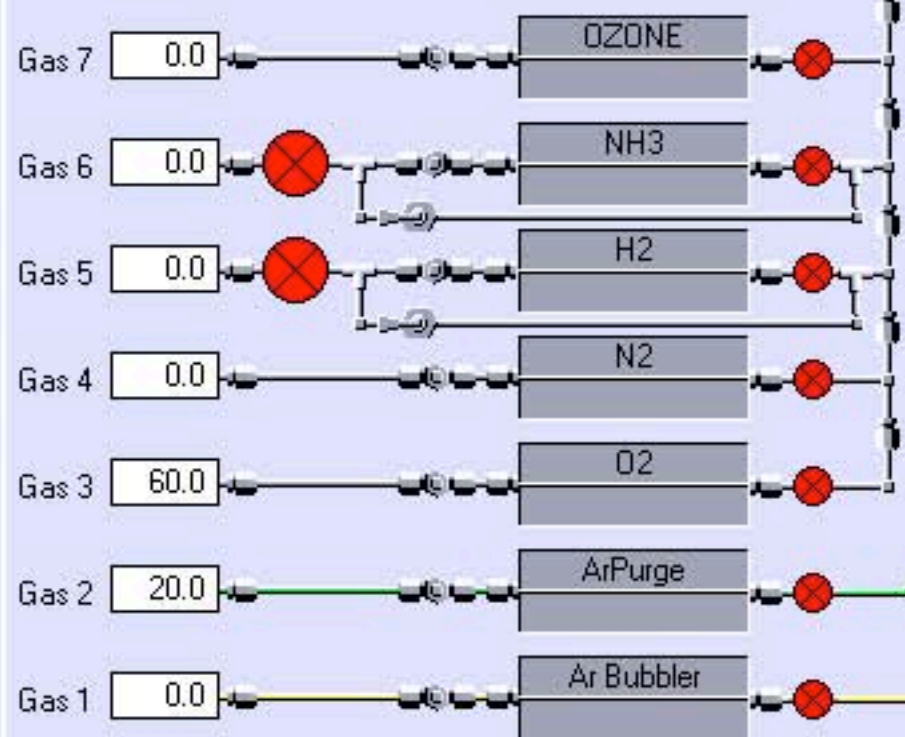 Gas 7 0.0 OZONE
Gas 6 0.0 NH3
Gas 5 0.0 H2
Gas 4 0.0 N2
Gas 3 60.0 O2
Gas 2 20.0 ArPurge
Gas 1 0.0 Ar Bubbler